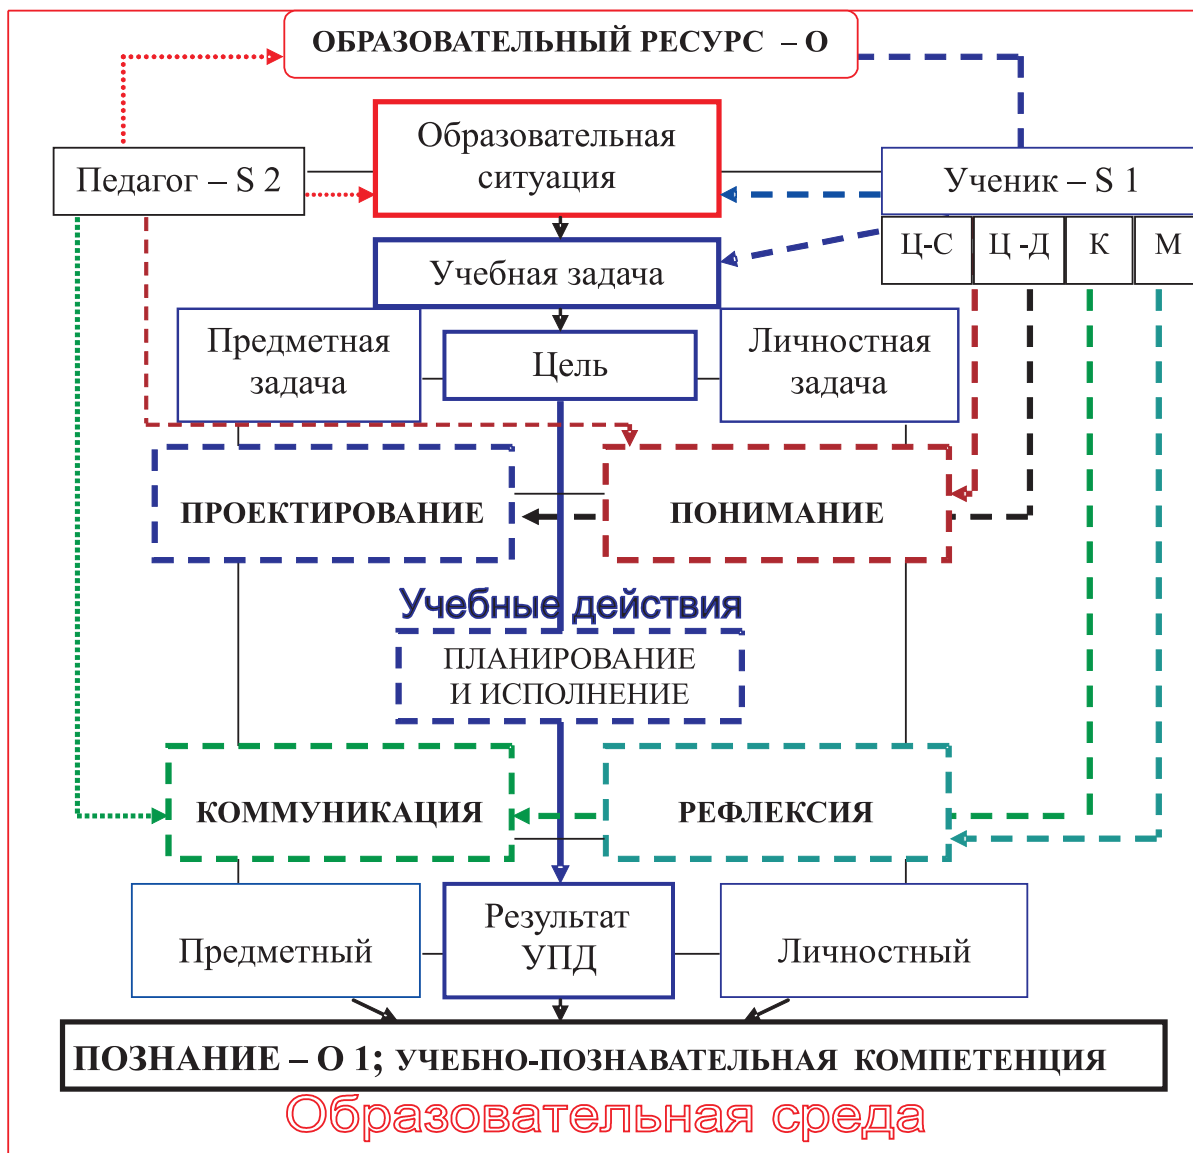 ОБРАЗОВАТЕЛЬНЫЙ РЕСУРС – О
Образовательная
ситуация
Педагог – S 2
Ученик – S 1
Ц-С
Ц -Д
К
М
Учебная задача
Предметная
задача
Цель
Личностная
задача
ПРОЕКТИРОВАНИЕ
ПОНИМАНИЕ
Учебные действия
ПЛАНИРОВАНИЕ
И ИСПОЛНЕНИЕ
КОММУНИКАЦИЯ
РЕФЛЕКСИЯ
Предметный
Результат
УПД
Личностный
ПОЗНАНИЕ – О 1; УЧЕБНО-ПОЗНАВАТЕЛЬНАЯ КОМПЕТЕНЦИЯ
Образовательная среда